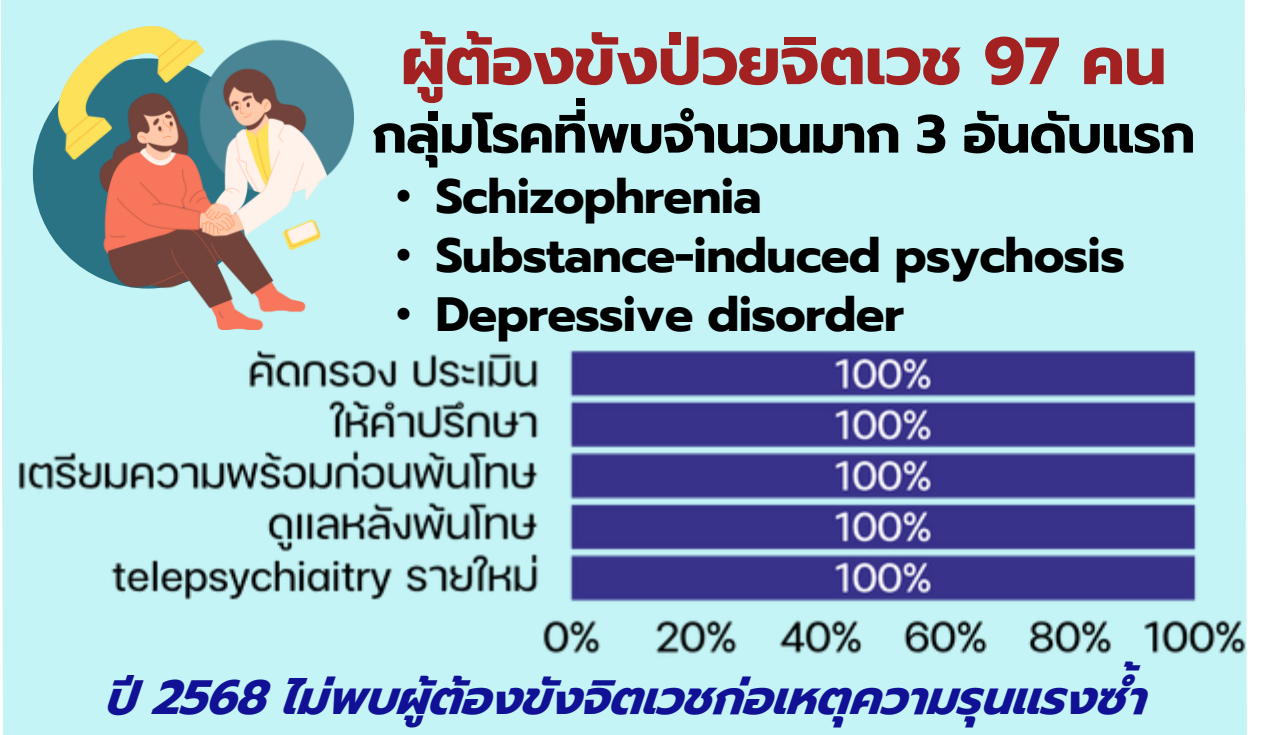 ผู้ต้องขังป่วยจิตเวช 97 คน
กลุ่มโรคที่พบจำนวนมาก 3 อันดับแรก
• Schizophrenia
• Substance-induced psychosis
• Depressive disorder
คัดกรอง ประเมิน 100%
ให้คำปรึกษา 100%
เตรียมความพร้อมก่อนพ้นโทษ 100%
ดูแลหลังพ้นโทษ 100%
telepsychiaitry รายใหม่ 100%
0% 20% 40% 60% 80% 100%
ปี 2568 ไม่พบผู้ต้องขังจิตเวชก่อเหตุความรุนแรงซ้ำ